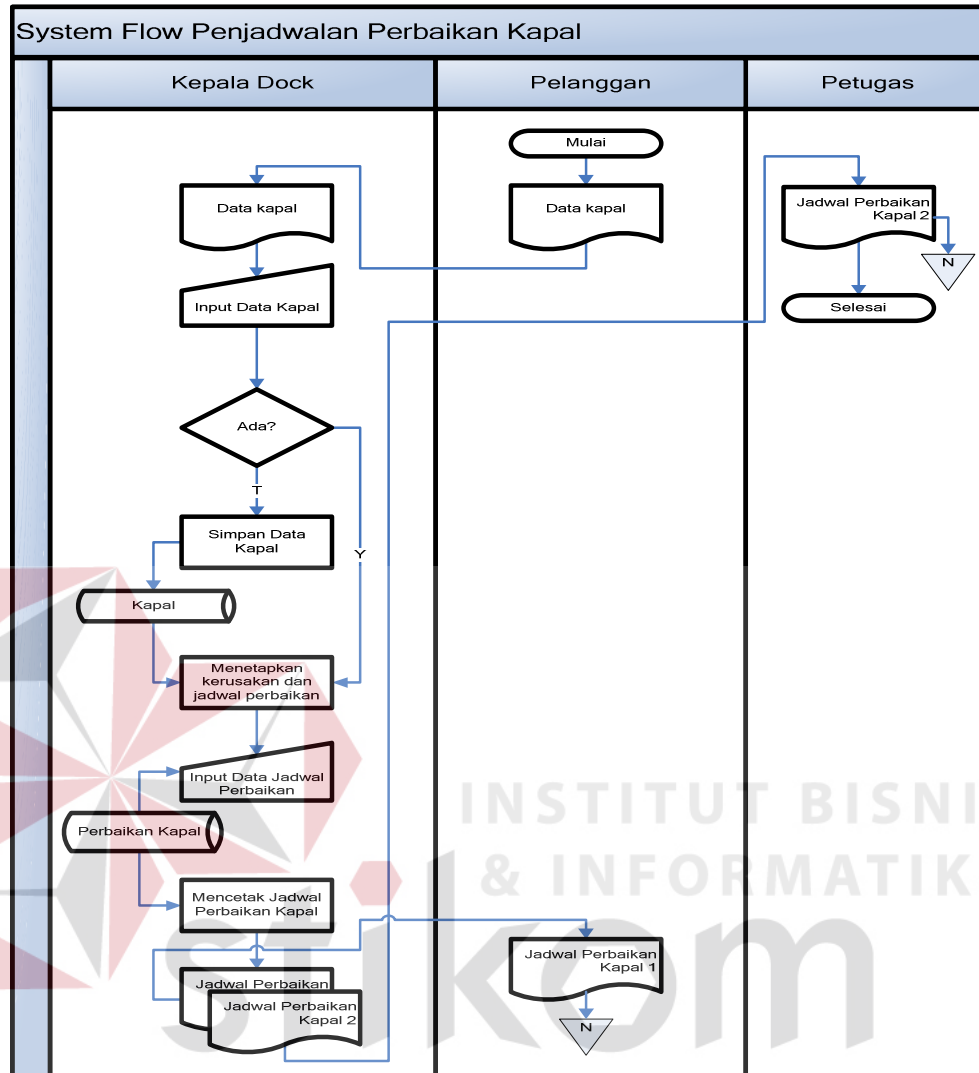 System Flow Penjadwalan Perbaikan Kapal
Kepala Dock
Pelanggan
Petugas
Mulai
Data kapal
Data kapal
Jadwal Perbaikan
Kapal 2
N
Input Data Kapal
Selesai
Ada?
T
Simpan Data
Kapal
Y
Kapal
Menetapkan
kerusakan dan
jadwal perbaikan
Input Data Jadwal
Perbaikan
Perbaikan Kapal
Mencetak Jadwal
Perbaikan Kapal
Jadwal Perbaikan
Jadwal Perbaikan
Kapal 2
Jadwal Perbaikan
Kapal 1
N
INSTITUT BISNI
& INFORMATIK
stikom